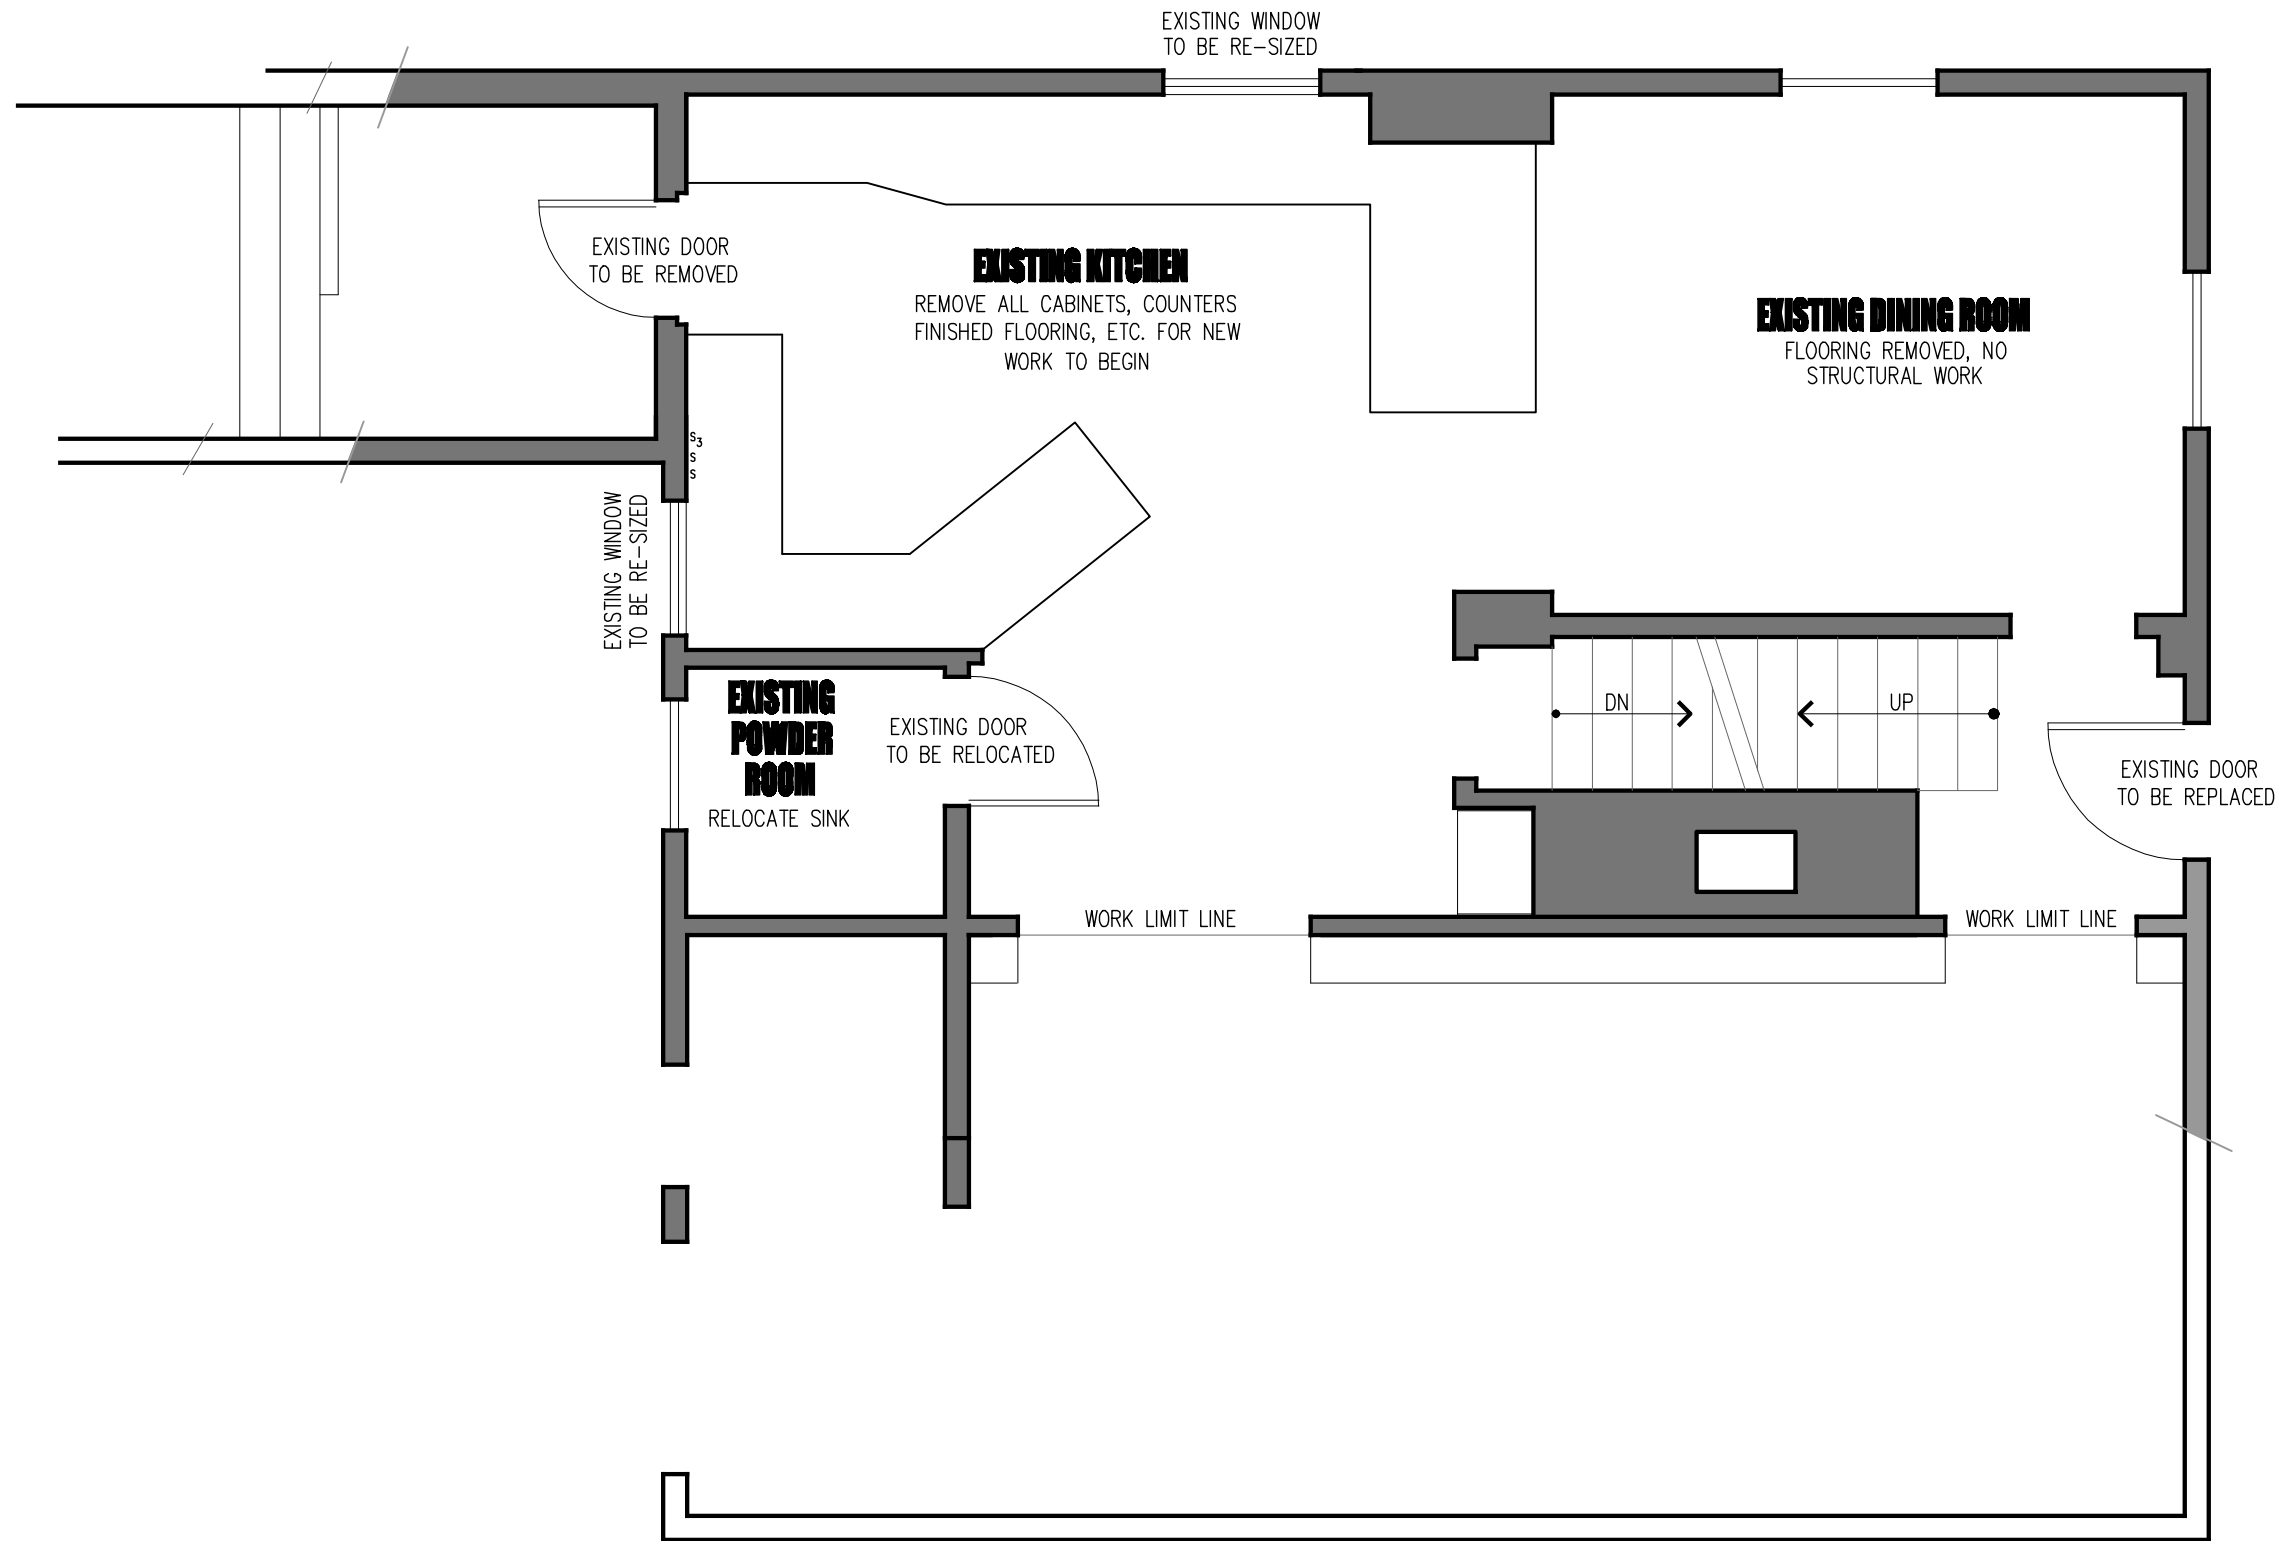 EXISTING WINDOW
TO BE RE-SIZED
EXISTING DOOR
TO BE REMOVED
EXISTING KITCHEN
REMOVE ALL CABINETS, COUNTERS
FINISHED FLOORING, ETC. FOR NEW
WORK TO BEGIN
EXISTING DINING ROOM
FLOORING REMOVED, NO
STRUCTURAL WORK
S3
S
S
EXISTING WINDOW
TO BE RE-SIZED
EXISTING
POWDER
ROOM
RELOCATE SINK
EXISTING DOOR
TO BE RELOCATED
DN
UP
EXISTING DOOR
TO BE REPLACED
WORK LIMIT LINE
WORK LIMIT LINE